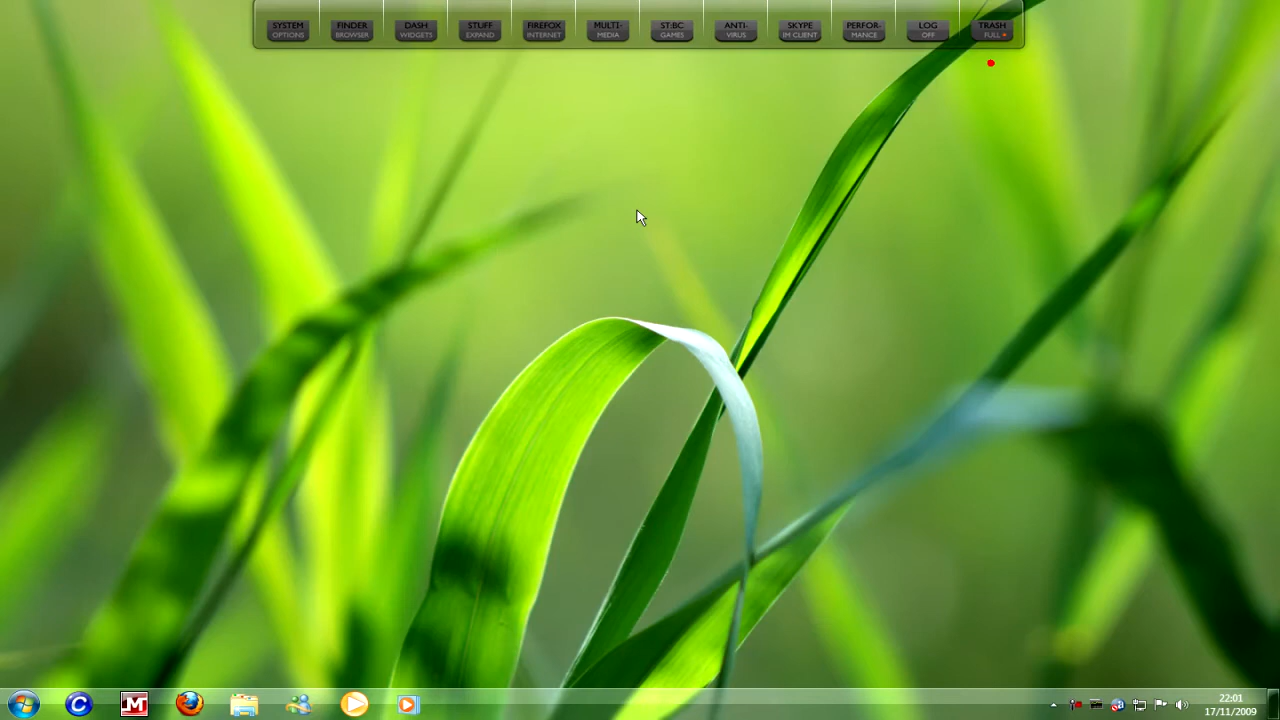 SYSTEM
OPTIONS
FINDER
BROWSER
DASH
WIDGETS
STUFF
EXPAND
FIREFOX
INTERNET
MULTI-
MEDIA
ST:BC
GAMES
ANTI-
VIRUS
SKYPE
IM CLIENT
PERFOR-
MANCE
LOG
OFF
TRASH
FULL
C
M
22:01
17/11/2009